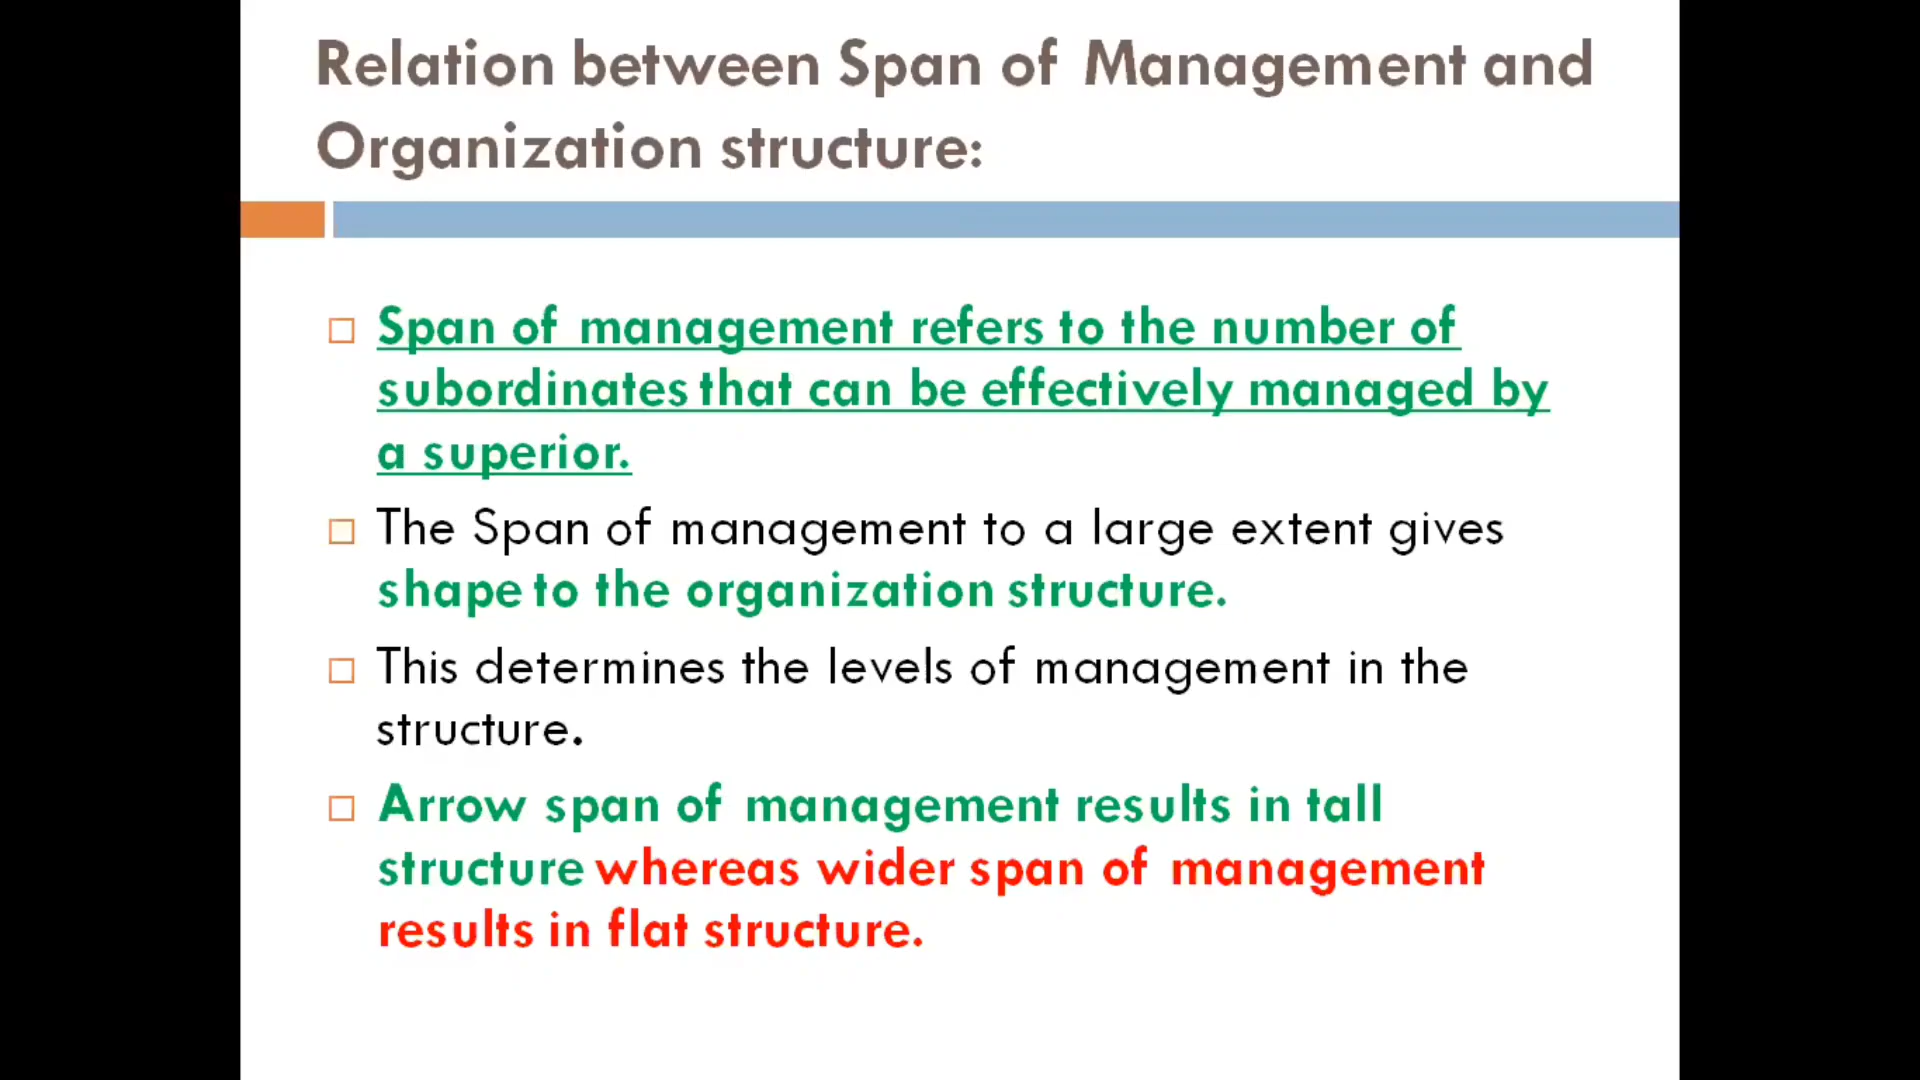 Relation between Span of Management and
Organization structure:
Span of management refers to the number of
subordinates that can be effectively managed by
a superior.
The Span of management to a large extent gives
shape to the organization structure.
This determines the levels of management in the
structure.
Arrow span of management results in tall
structure whereas wider span of management
results in flat structure.